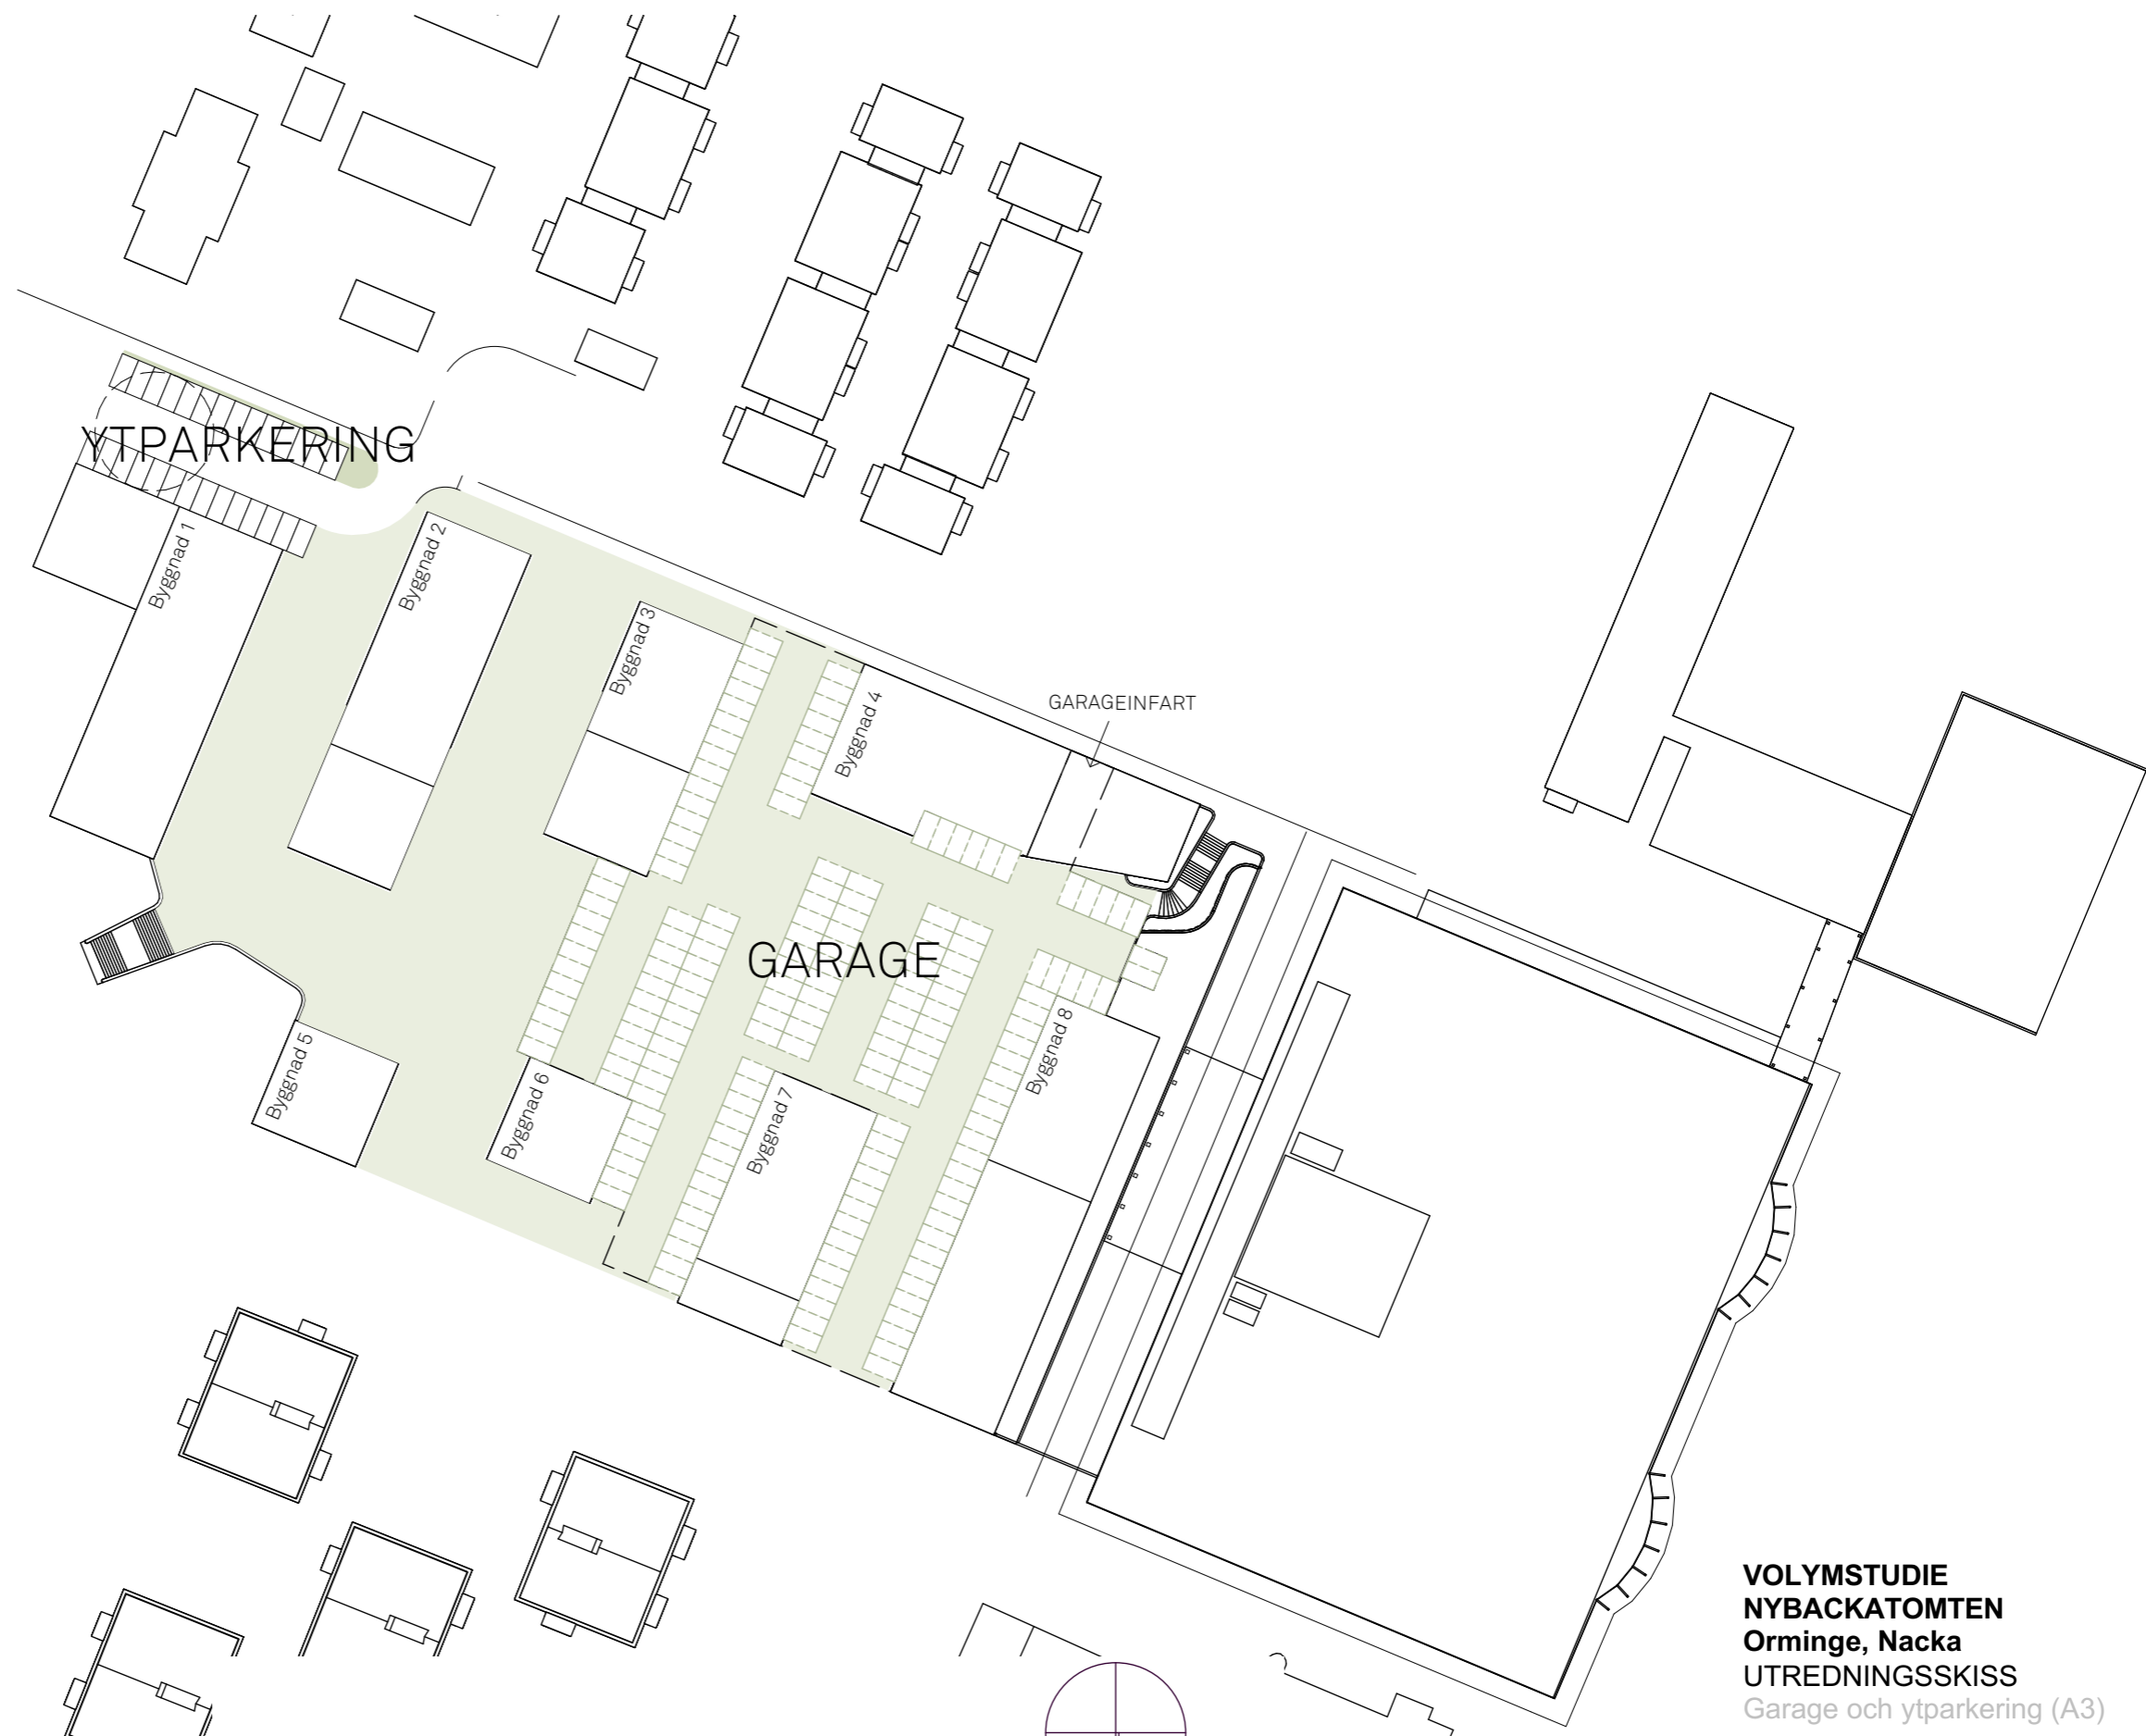 YTPARKERING
Byggnad 1
Byggnad 2
Byggnad 3
Byggnad 4
GARAGEINFART
GARAGE
Byggnad 5
Byggnad 6
Byggnad 7
Byggnad 8
VOLYMSTUDIE
NYBACKATOMTEN
Orminge, Nacka
UTREDNINGSSKISS
Garage och ytparkering (A3)